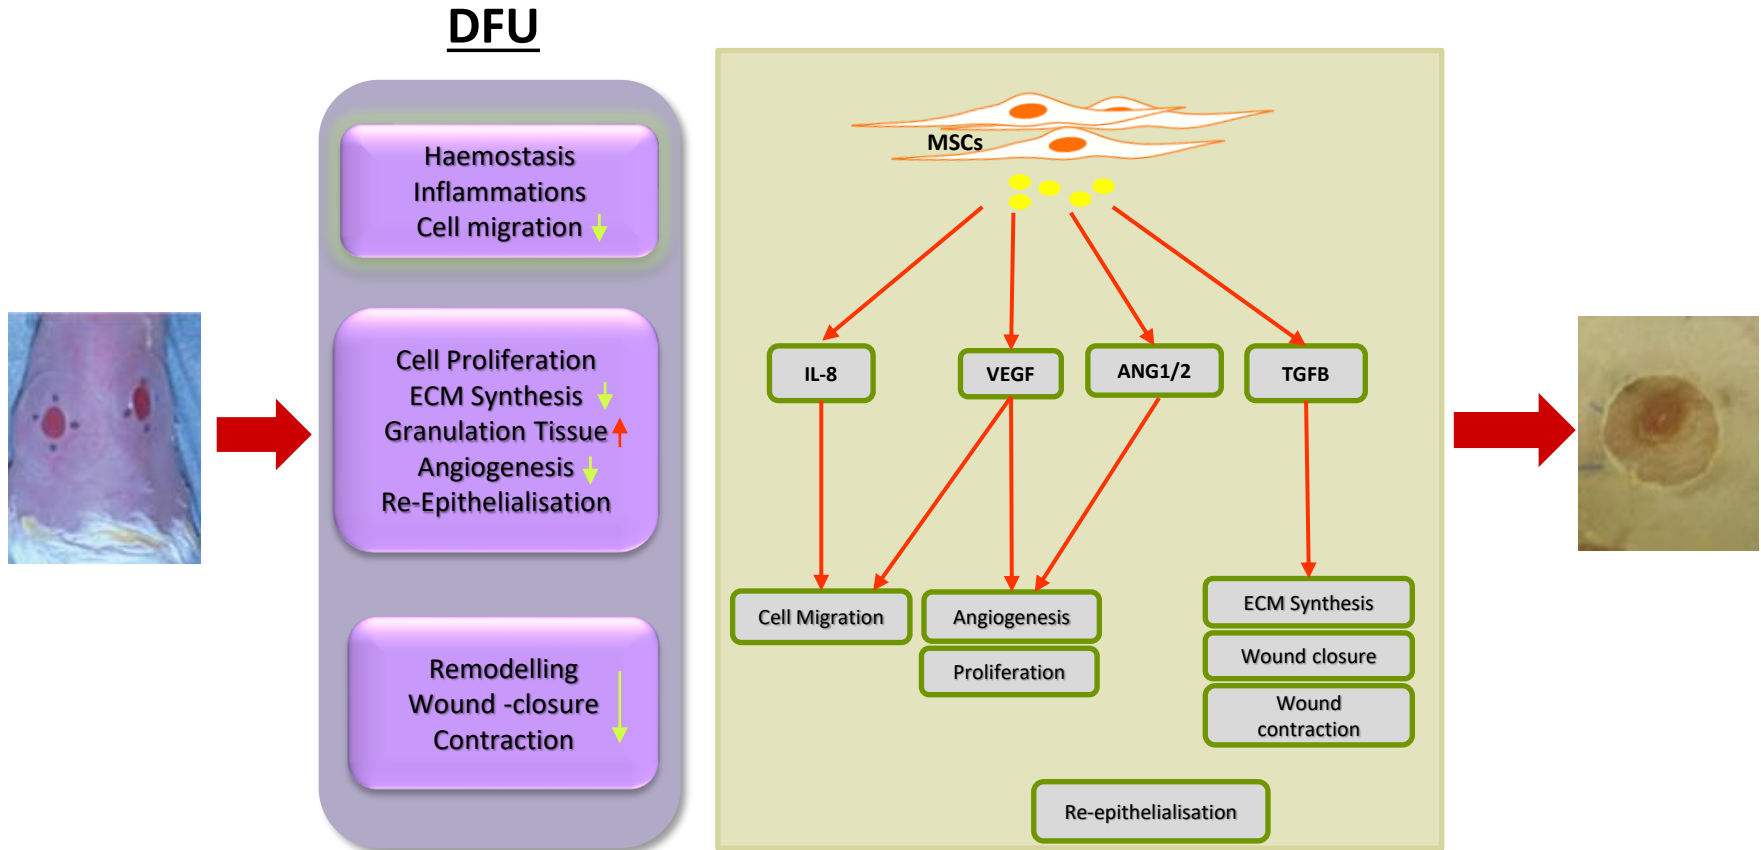 DFU
Haemostasis
Inflammations
Cell migration
Cell Proliferation
ECM Synthesis
Granulation Tissue
Angiogenesis
Re-Epithelialisation
Remodelling
Wound -closure
Contraction
MSCs
IL-8
VEGF
ANG1/2
TGFB
Cell Migration
Angiogenesis
Proliferation
ECM Synthesis
Wound closure
Wound
contraction
Re-epithelialisation